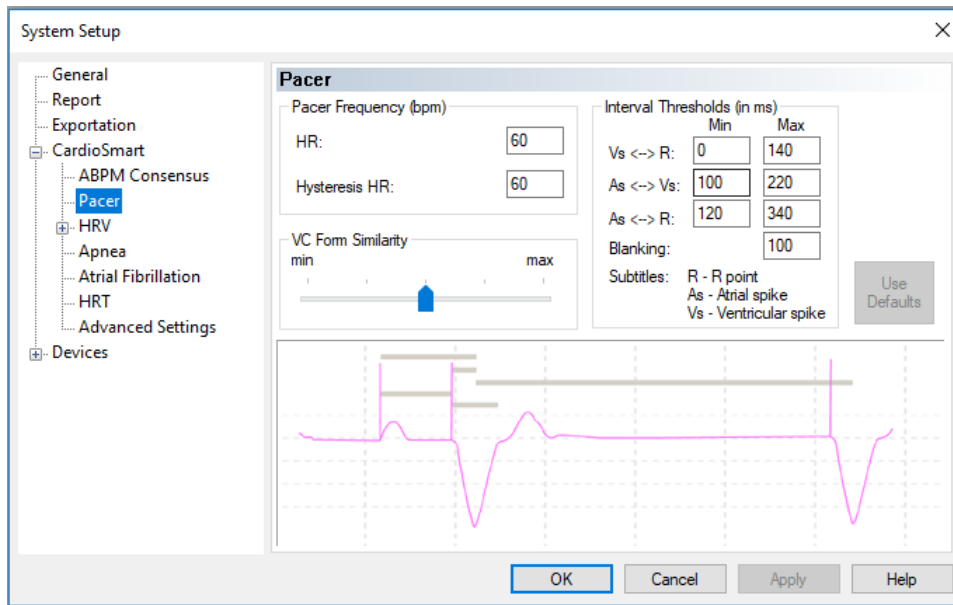 System Setup
General
Report
Exportation
CardioSmart
ABPM Consensus
Pacer
HRV
Apnea
Atrial Fibrillation
HRT
Advanced Settings
Devices
Pacer
Pacer Frequency (bpm)
HR: 60
Hysteresis HR: 60
VC Form Similarity
min max
Interval Thresholds (in ms)
Min Max
Vs <--> R: 0 140
As <--> Vs: 100 220
As <--> R: 120 340
Blanking: 100
Subtitles: R - R point
As - Atrial spike
Vs - Ventricular spike
Use
Defaults
OK Cancel Apply Help